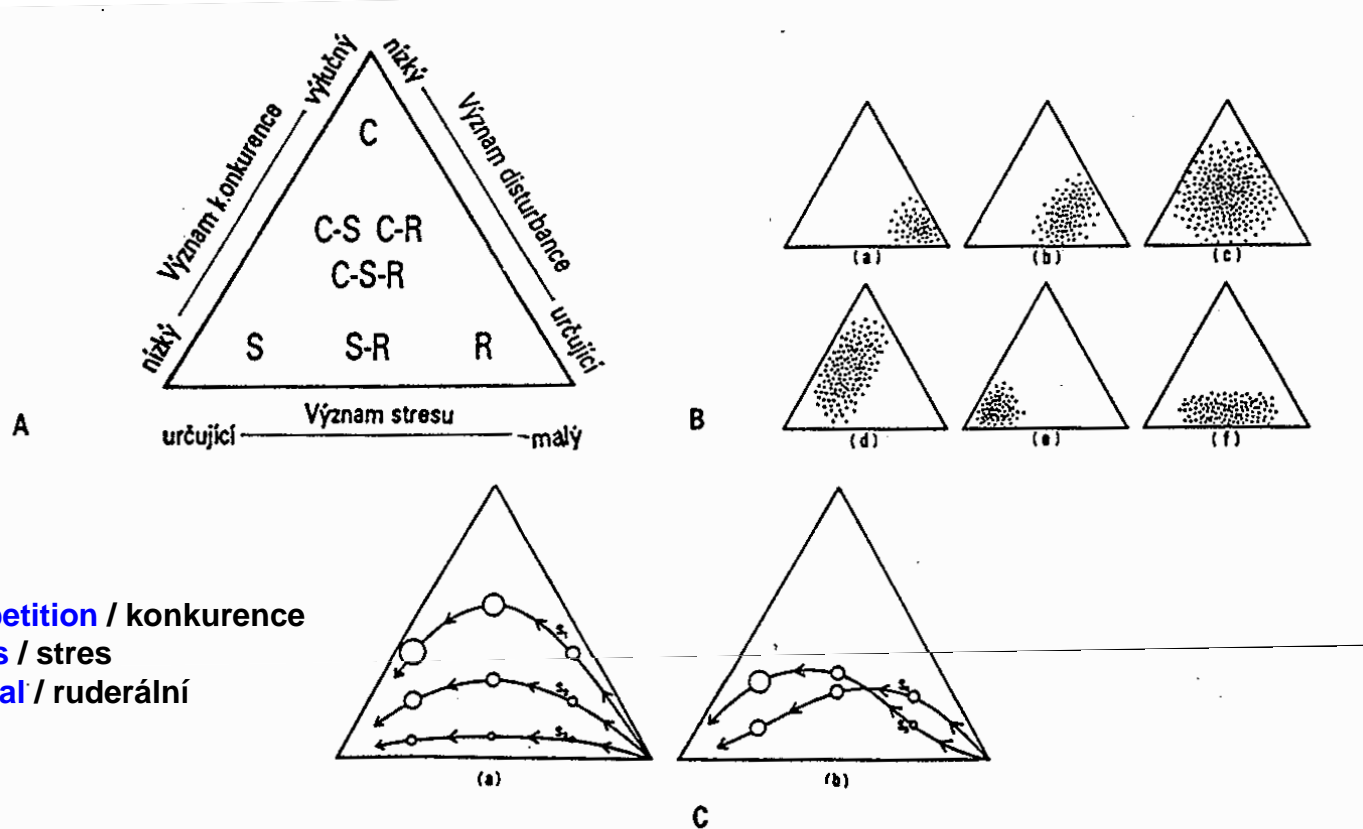 výlučný
nízký
Význam konkurence
Význam disturbance
nízký
určující
C
C-S C-R
C-S-R
S S-R R
Význam stresu
určující malý
A
(a) (b) (c)
(d) (e) (f)
B
petition / konkurence
s / stres
al / ruderální
(a) (b)
C